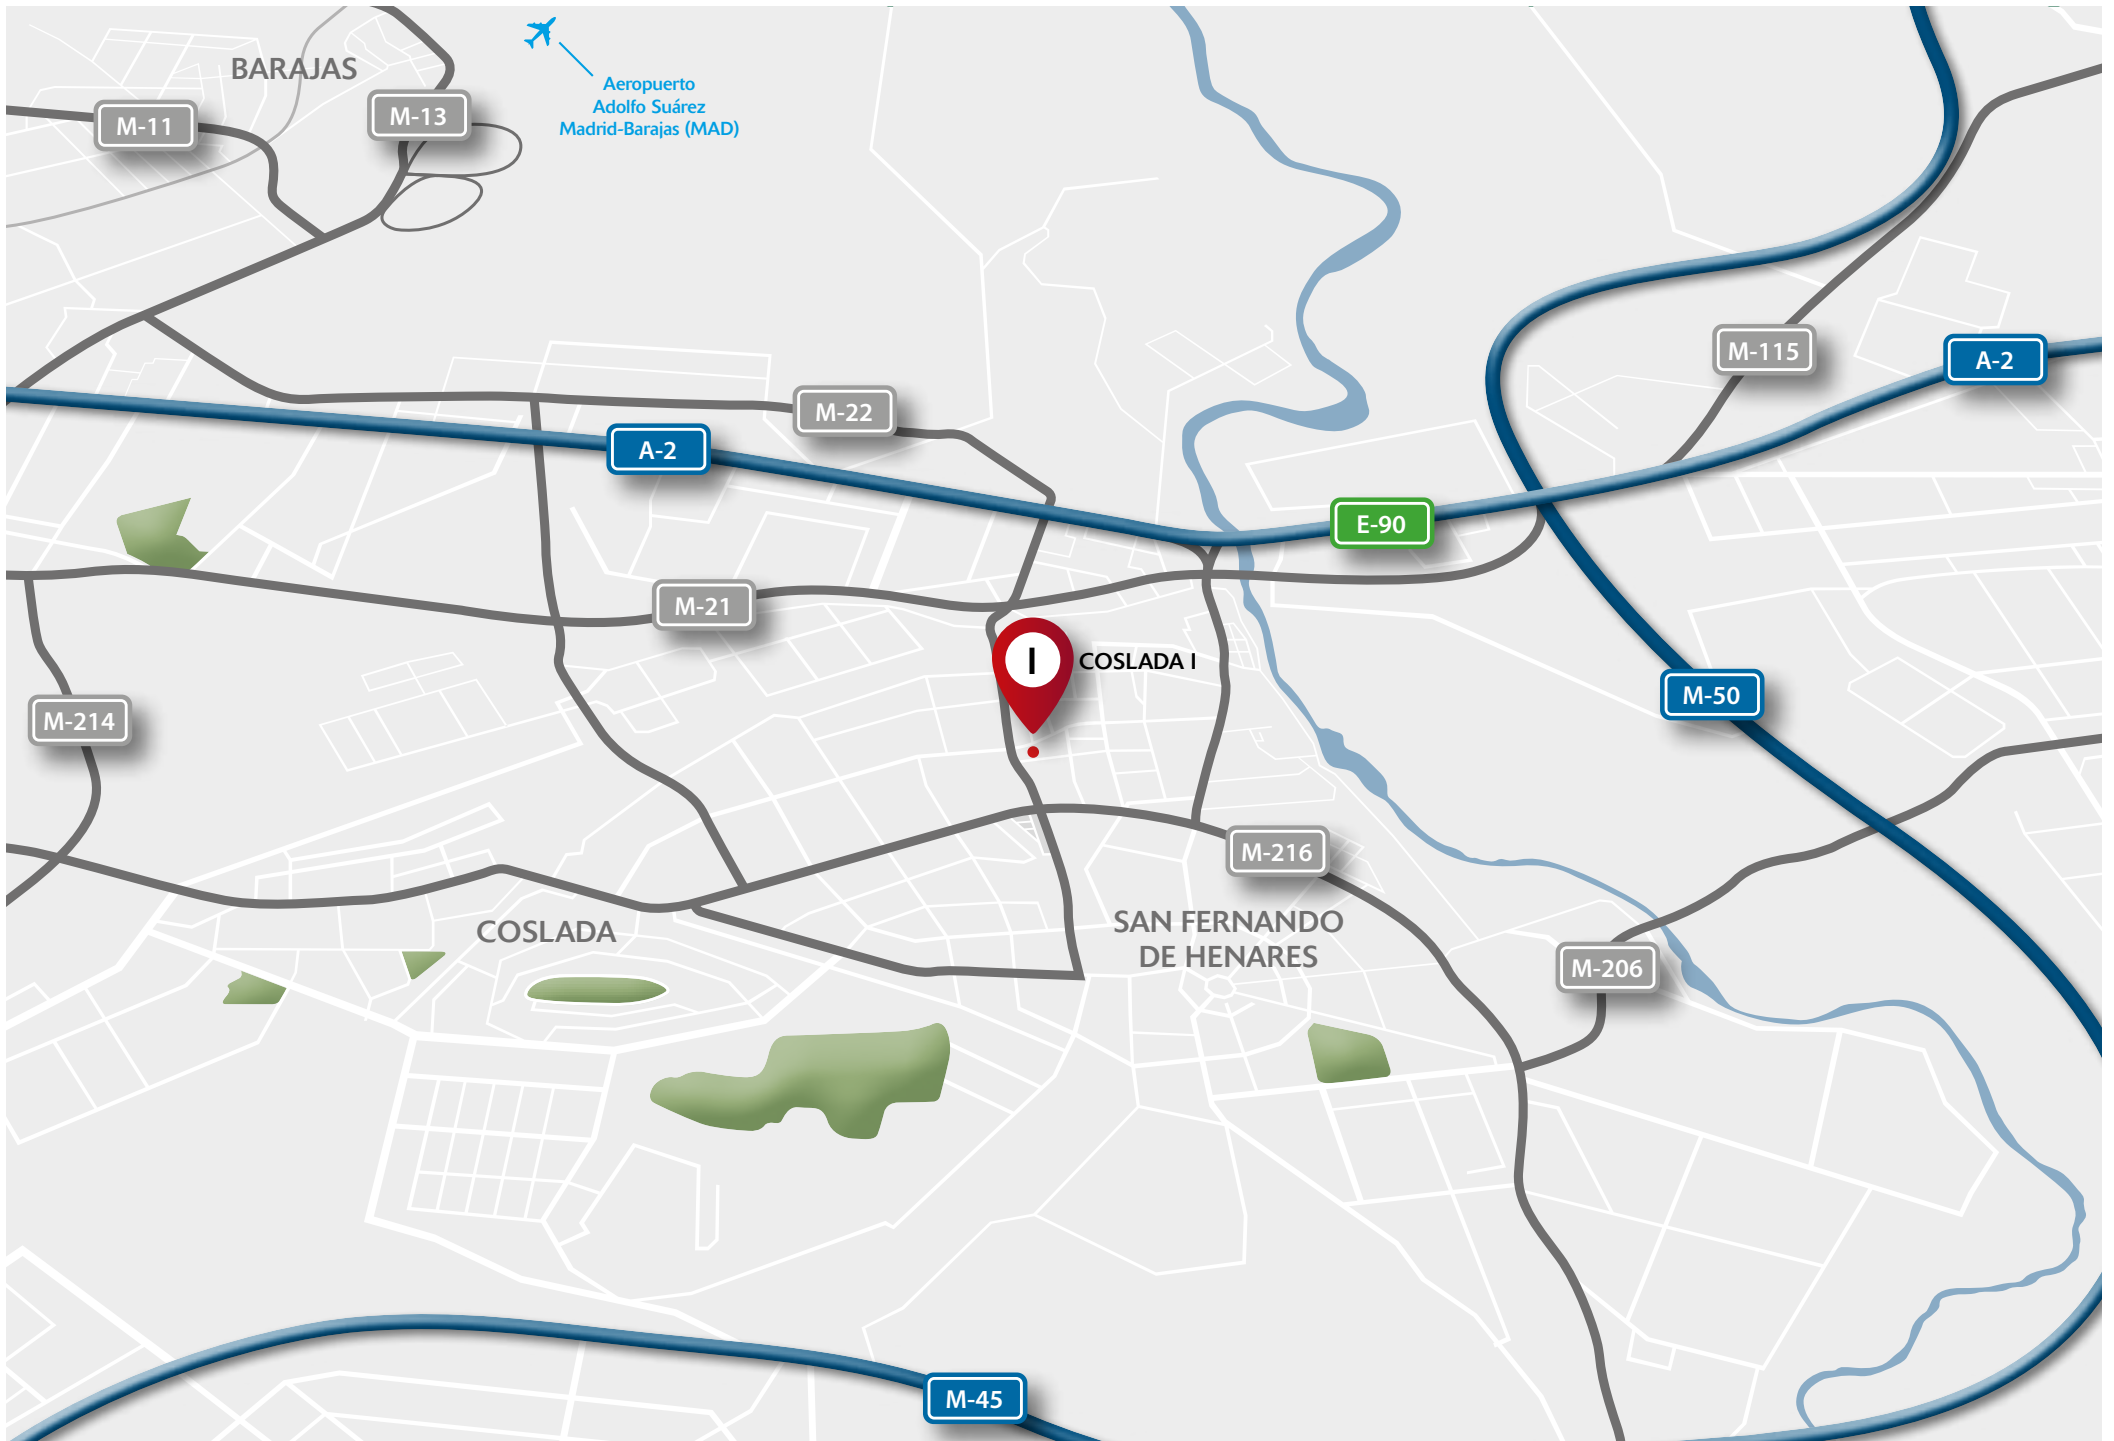 BARAJAS
M-11
M-13
Aeropuerto
Adolfo Suárez
Madrid-Barajas (MAD)
M-22
A-2
M-115
A-2
E-90
M-21
I
COSLADA I
M-214
M-50
M-216
COSLADA
SAN FERNANDO
DE HENARES
M-206
M-45